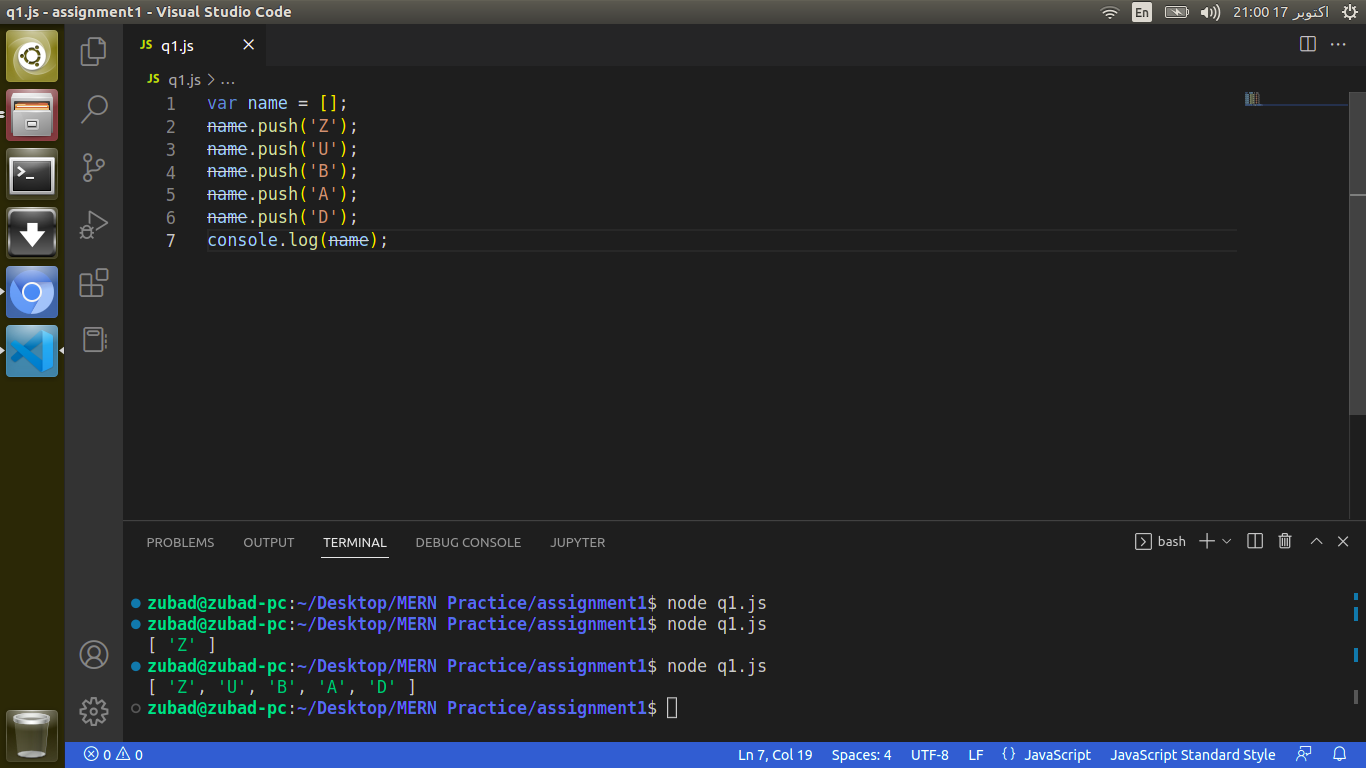 q1.js - assignment1 - Visual Studio Code
En
21:00 17 اکتوبر
JS q1.js
JS q1.js > ...
1 var name = [];
2 name.push('Z');
3 name.push('U');
4 name.push('B');
5 name.push('A');
6 name.push('D');
7 console.log(name);
PROBLEMS OUTPUT TERMINAL DEBUG CONSOLE JUPYTER
bash
zubad@zubad-pc:~/Desktop/MERN Practice/assignment1$ node q1.js
zubad@zubad-pc:~/Desktop/MERN Practice/assignment1$ node q1.js
[ 'Z' ]
zubad@zubad-pc:~/Desktop/MERN Practice/assignment1$ node q1.js
[ 'Z', 'U', 'B', 'A', 'D' ]
zubad@zubad-pc:~/Desktop/MERN Practice/assignment1$
0 0 Ln 7, Col 19 Spaces: 4 UTF-8 LF {} JavaScript JavaScript Standard Style